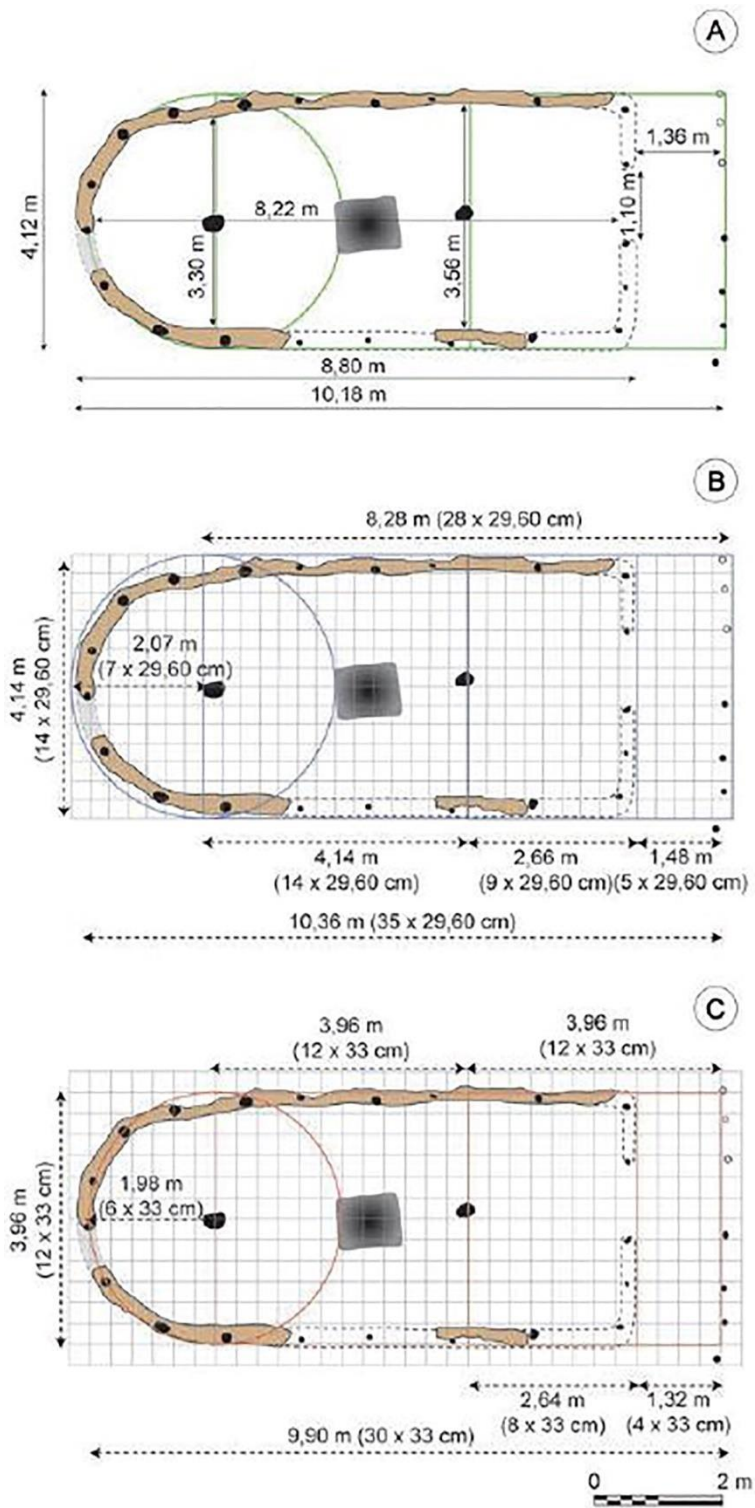 A
4,12 m
1,36 m
8,22 m
1,10 m
3,30 m
3,56 m
8,80 m
10,18 m
B
8,28 m (28 x 29,60 cm)
4,14 m
(14 x 29,60 cm)
2,07 m
(7 x 29,60 cm)
4,14 m
(14 x 29,60 cm)
2,66 m
(9 x 29,60 cm)
1,48 m
(5 x 29,60 cm)
10,36 m (35 x 29,60 cm)
C
3,96 m
(12 x 33 cm)
3,96 m
(12 x 33 cm)
3,96 m
(12 x 33 cm)
1,98 m
(6 x 33 cm)
2,64 m
(8 x 33 cm)
1,32 m
(4 x 33 cm)
9,90 m (30 x 33 cm)
0 2 m